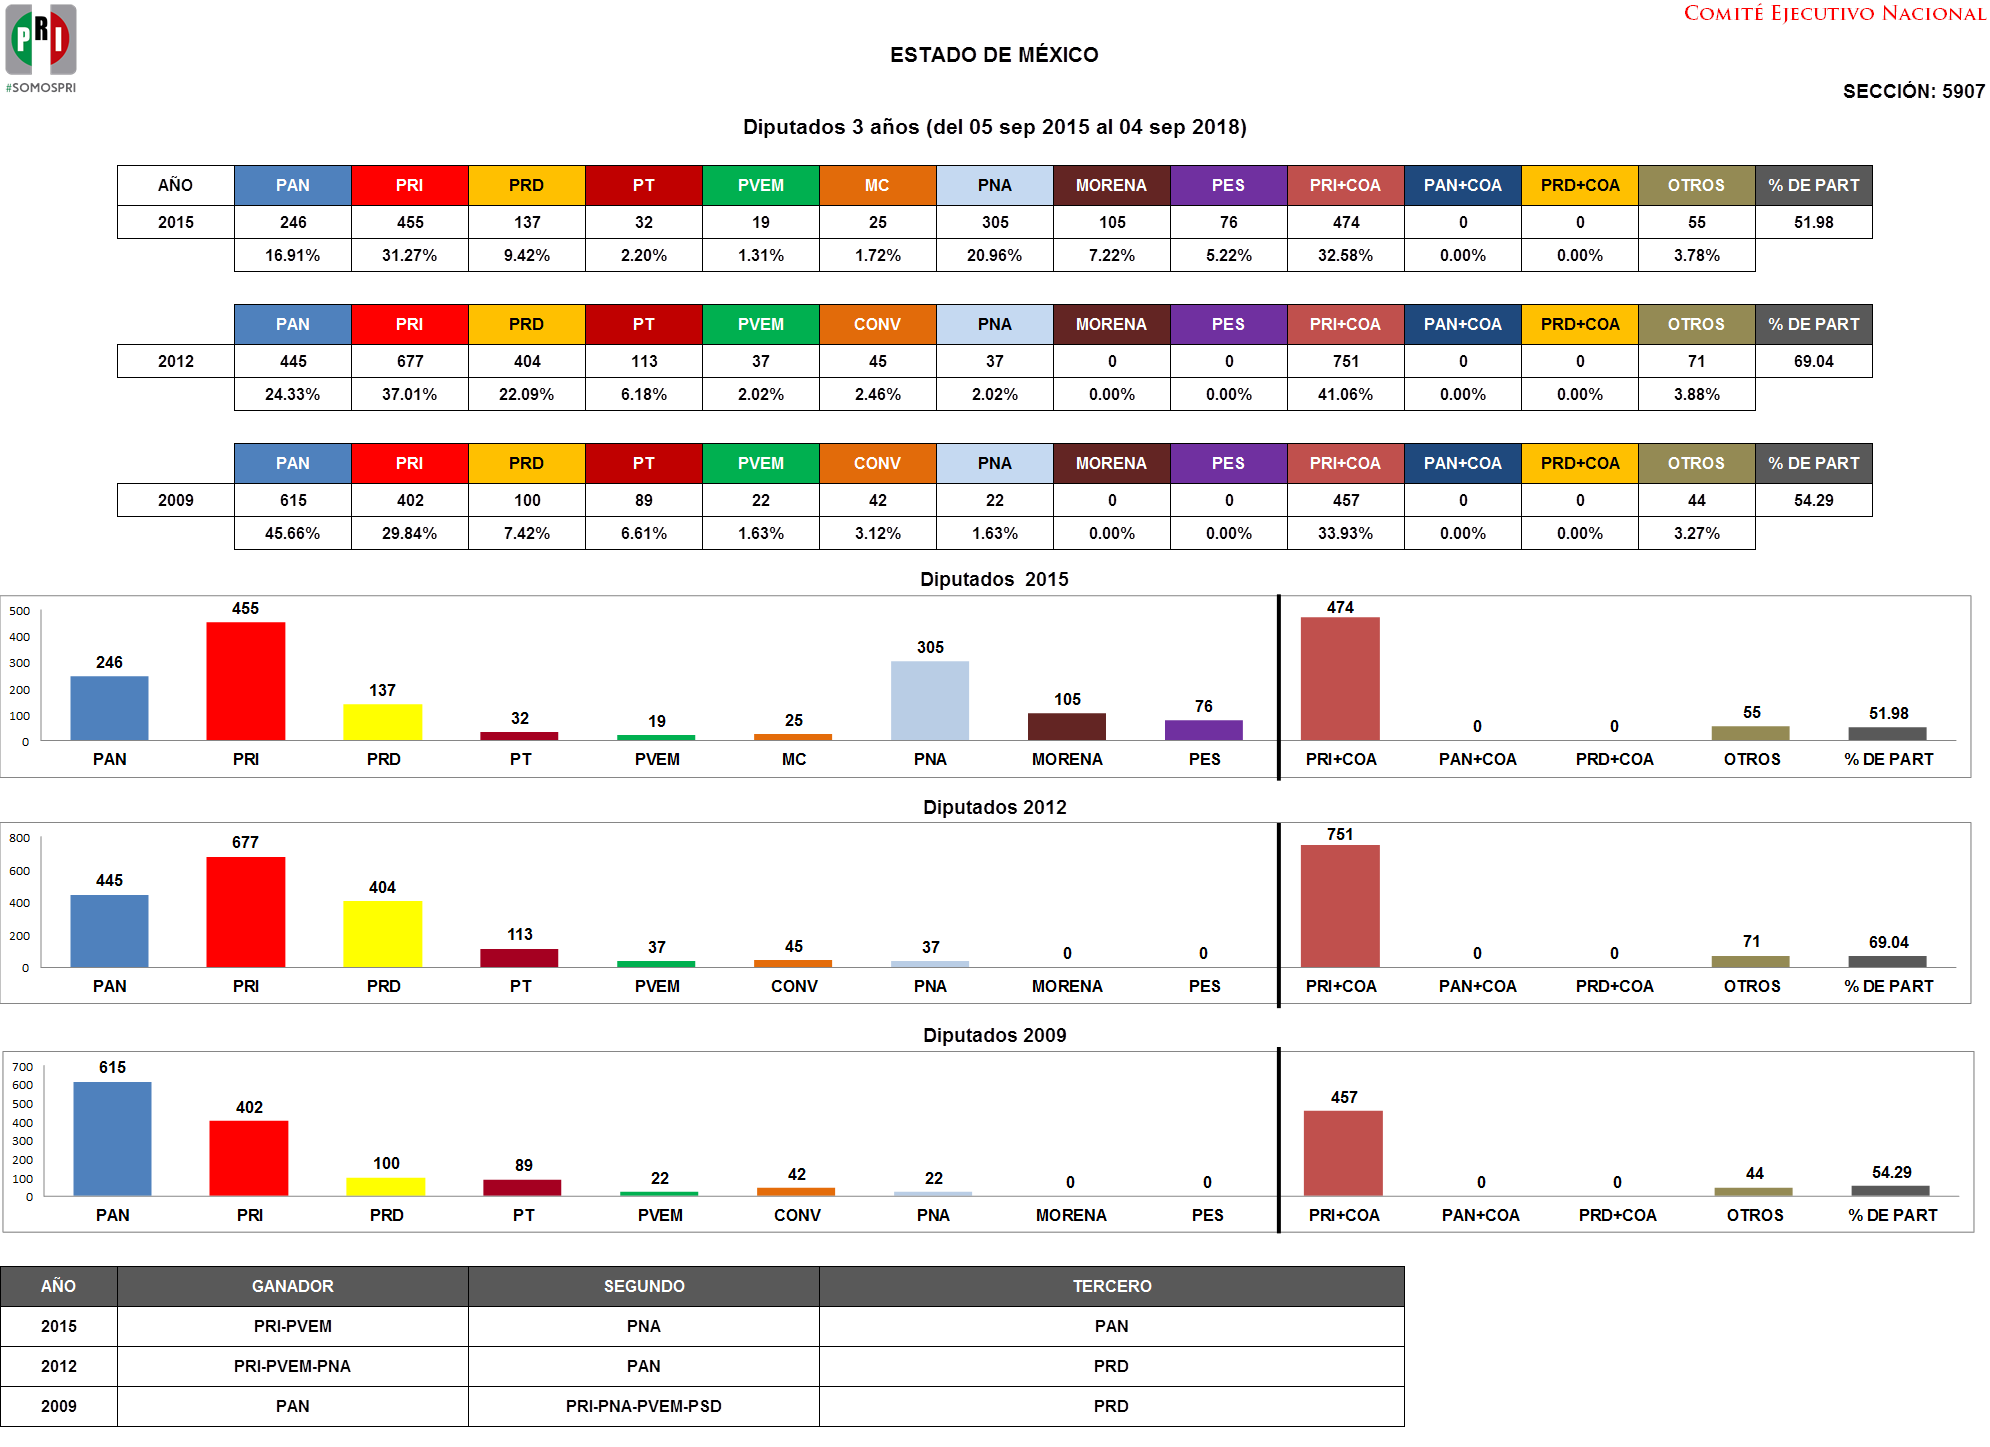 PRI
#SOMOSPRI
COMITÉ EJECUTIVO NACIONAL
ESTADO DE MÉXICO
SECCIÓN: 5907
Diputados 3 años (del 05 sep 2015 al 04 sep 2018)
AÑO PAN PRI PRD PT PVEM MC PNA MORENA PES PRI+COA PAN+COA PRD+COA OTROS % DE PART
2015 246 455 137 32 19 25 305 105 76 474 0 0 55 51.98
16.91% 31.27% 9.42% 2.20% 1.31% 1.72% 20.96% 7.22% 5.22% 32.58% 0.00% 0.00% 3.78%
PAN PRI PRD PT PVEM CONV PNA MORENA PES PRI+COA PAN+COA PRD+COA OTROS % DE PART
2012 445 677 404 113 37 45 37 0 0 751 0 0 71 69.04
24.33% 37.01% 22.09% 6.18% 2.02% 2.46% 2.02% 0.00% 0.00% 41.06% 0.00% 0.00% 3.88%
PAN PRI PRD PT PVEM CONV PNA MORENA PES PRI+COA PAN+COA PRD+COA OTROS % DE PART
2009 615 402 100 89 22 42 22 0 0 457 0 0 44 54.29
45.66% 29.84% 7.42% 6.61% 1.63% 3.12% 1.63% 0.00% 0.00% 33.93% 0.00% 0.00% 3.27%
Diputados 2015
500
400
300
200
100
0
246 455 137 32 19 25 305 105 76 474 0 0 55 51.98
PAN PRI PRD PT PVEM MC PNA MORENA PES PRI+COA PAN+COA PRD+COA OTROS % DE PART
Diputados 2012
800
600
400
200
0
445 677 404 113 37 45 37 0 0 751 0 0 71 69.04
PAN PRI PRD PT PVEM CONV PNA MORENA PES PRI+COA PAN+COA PRD+COA OTROS % DE PART
Diputados 2009
700
600
500
400
300
200
100
0
615 402 100 89 22 42 22 0 0 457 0 0 44 54.29
PAN PRI PRD PT PVEM CONV PNA MORENA PES PRI+COA PAN+COA PRD+COA OTROS % DE PART
AÑO GANADOR SEGUNDO TERCERO
2015 PRI-PVEM PNA PAN
2012 PRI-PVEM-PNA PAN PRD
2009 PAN PRI-PNA-PVEM-PSD PRD